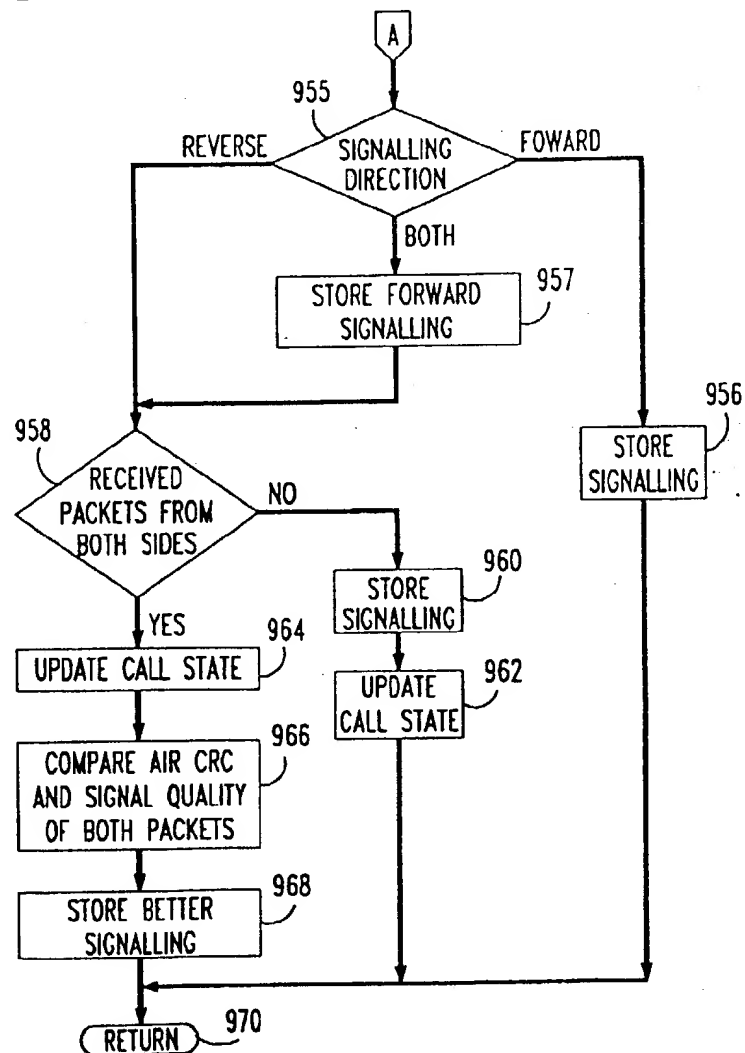 A
955
REVERSE
SIGNALLING
DIRECTION
FOWARD
BOTH
STORE FORWARD
SIGNALLING
957
956
STORE
SIGNALLING
958
RECEIVED
PACKETS FROM
BOTH SIDES
NO
960
STORE
SIGNALLING
YES
964
UPDATE CALL STATE
962
UPDATE
CALL STATE
966
COMPARE AIR CRC
AND SIGNAL QUALITY
OF BOTH PACKETS
968
STORE BETTER
SIGNALLING
RETURN
970